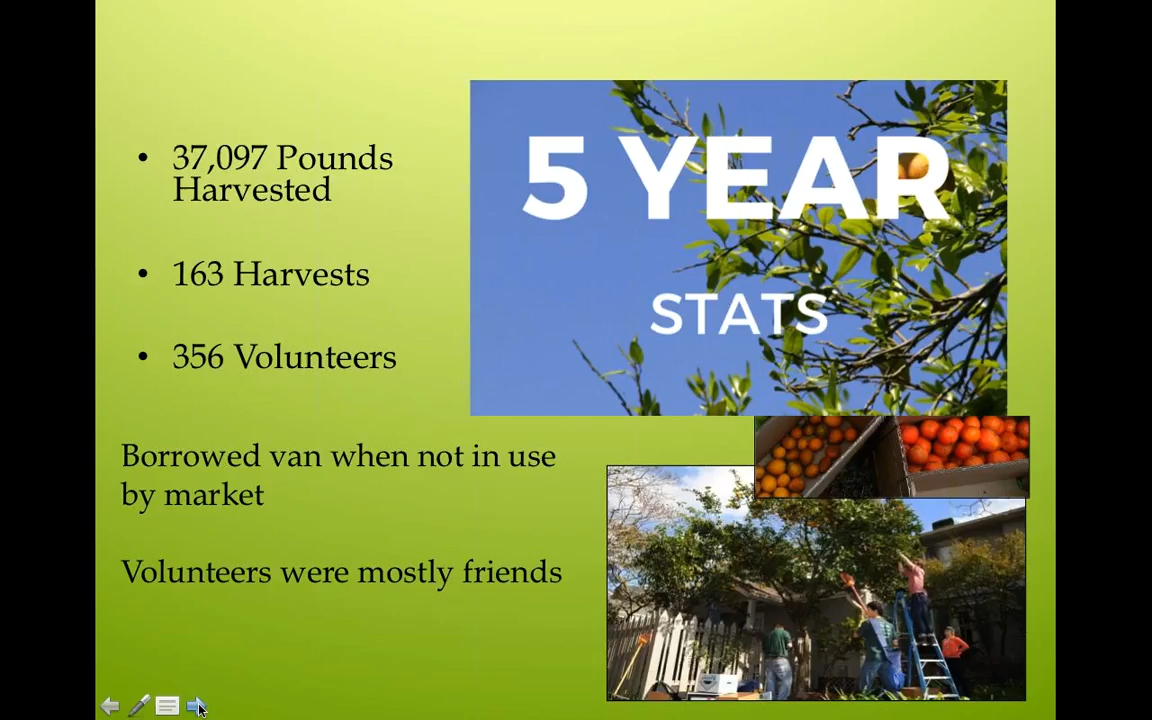 • 37,097 Pounds
Harvested
• 163 Harvests
• 356 Volunteers
5 YEAR
STATS
Borrowed van when not in use
by market
Volunteers were mostly friends